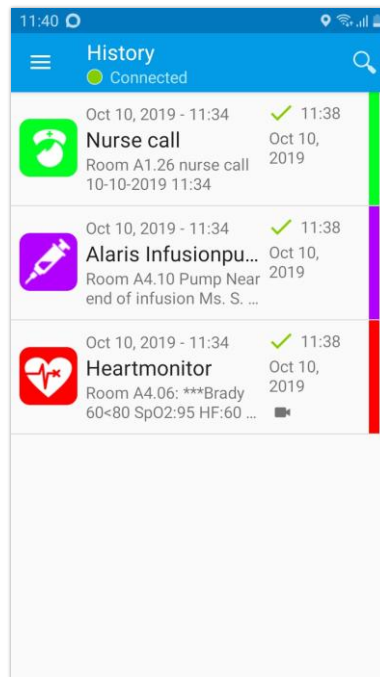 11:40
History
Connected
Oct 10, 2019 - 11:34
11:38
Nurse call
Oct 10,
2019
Room A1.26 nurse call
10-10-2019 11:34
Oct 10, 2019 - 11:34
11:38
Alaris Infusionpu...
Oct 10,
2019
Room A4.10 Pump Near
end of infusion Ms. S. ...
Oct 10, 2019 - 11:34
11:38
Heartmonitor
Oct 10,
2019
Room A4.06: ***Brady
60<80 SpO2:95 HF:60 ...